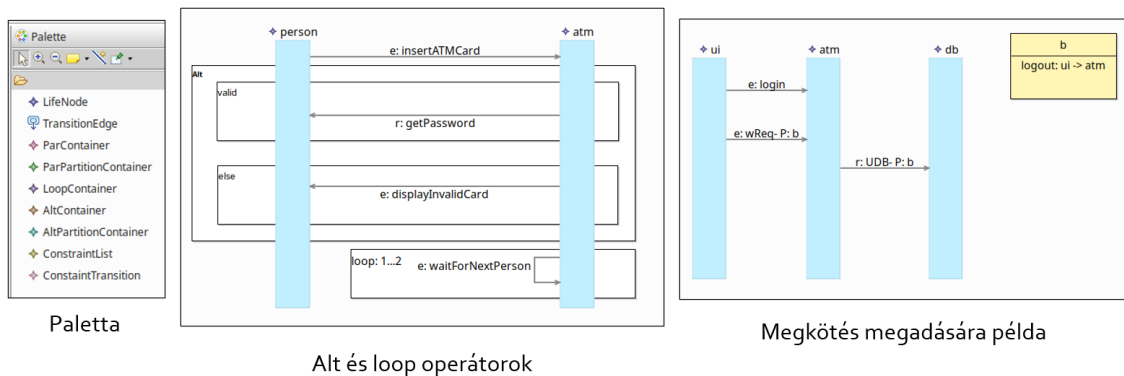 Palette
LifeNode
TransitionEdge
ParContainer
ParPartitionContainer
LoopContainer
AltContainer
AltPartitionContainer
ConstraintList
ConstaintTransition
Paletta
person
atm
e: insertATMCard
Alt
valid
r: getPassword
else
e: displayInvalidCard
loop: 1...2
e: waitForNextPerson
Alt és loop operátorok
ui
atm
db
b
logout: ui -> atm
e: login
e: wReq- P: b
r: UDB- P: b
Megkötés megadására példa